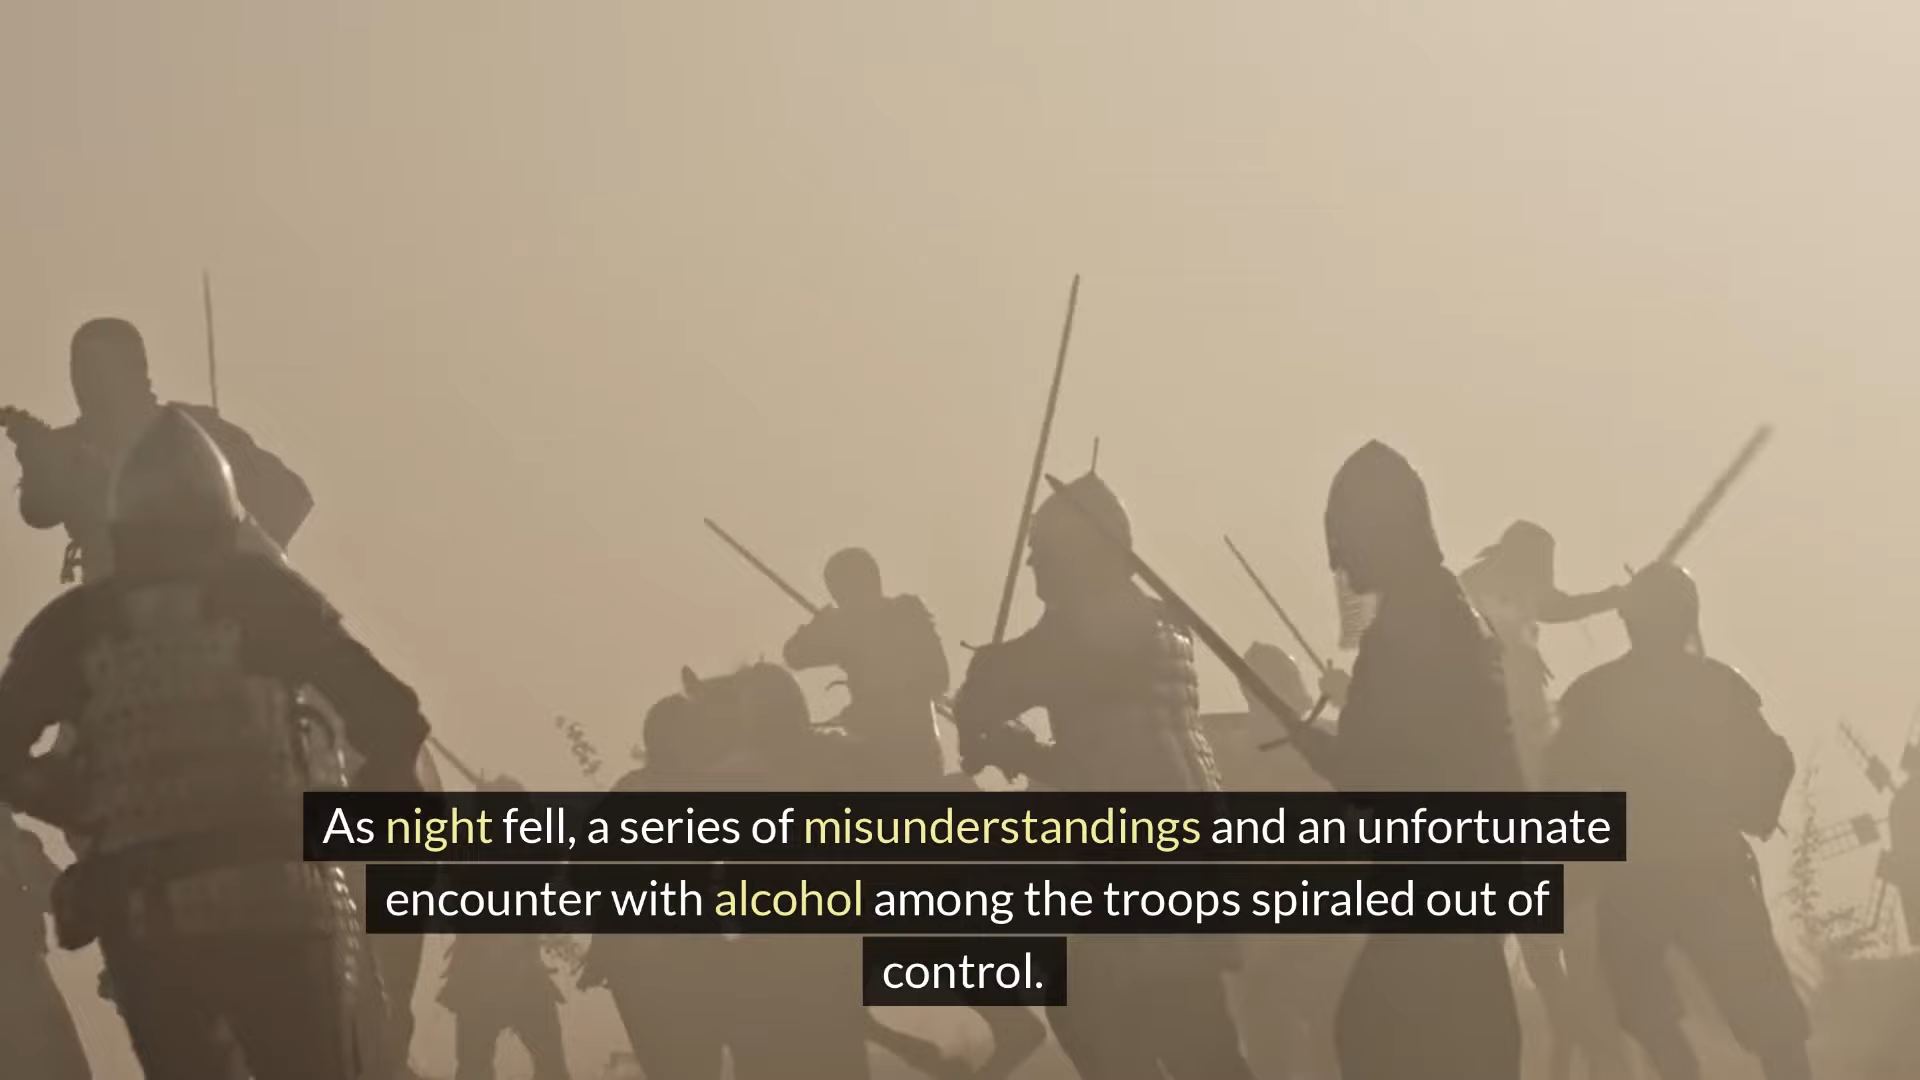 As night fell, a series of misunderstandings and an unfortunate
encounter with alcohol among the troops spiraled out of
control.